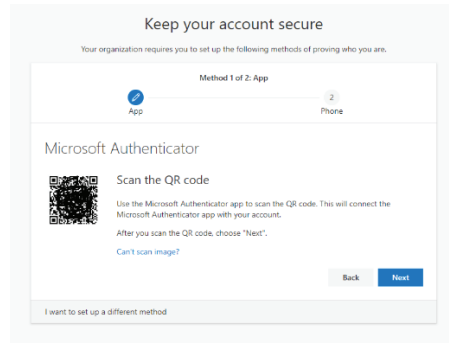 Keep your account secure
Your organization requires you to set up the following methods of proving who you are.
Method 1 of 2: App
App
2
Phone
Microsoft Authenticator
Scan the QR code
Use the Microsoft Authenticator app to scan the QR code. This will connect the
Microsoft Authenticator app with your account.
After you scan the QR code, choose "Next".
Can't scan image?
Back
Next
I want to set up a different method